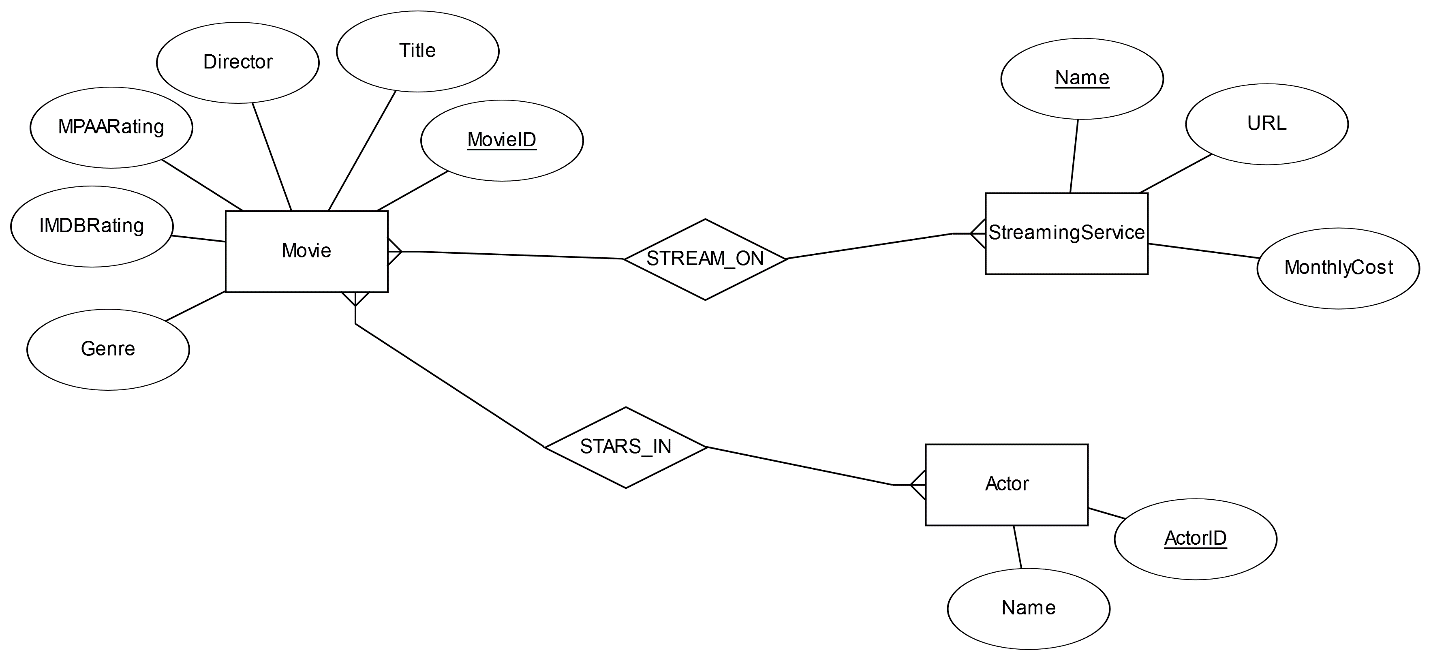 Title
Director
Name
URL
MPAARating
MovieID
IMDBRating
StreamingService
Movie
STREAM_ON
MonthlyCost
Genre
STARS_IN
Actor
ActorID
Name